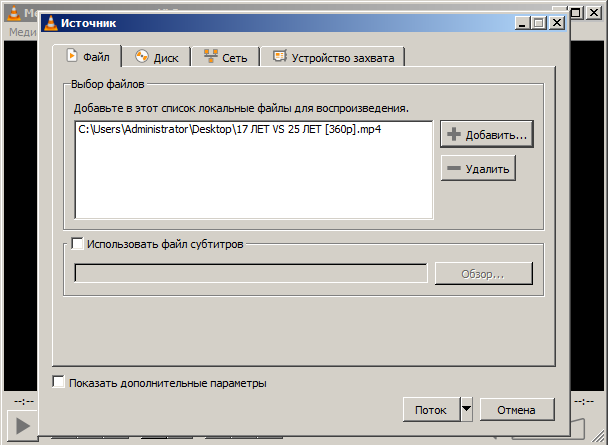 Источник
Меди
Файл
Диск
Сеть
Устройство захвата
Выбор файлов
Добавьте в этот список локальные файлы для воспроизведения.
C:\Users\Administrator\Desktop\17 ЛЕТ VS 25 ЛЕТ [360p].mp4
Добавить...
Удалить
Использовать файл субтитров
Обзор...
Показать дополнительные параметры
--:--
--:--
Поток
Отмена